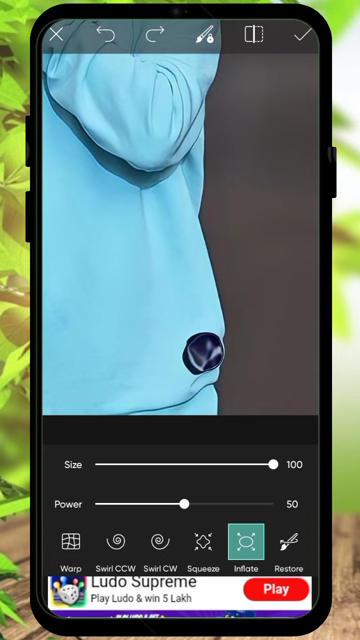 Size 100
Power 50
Warp Swirl CCW Swirl CW Squeeze Inflate Restore
Ludo Supreme
Play Ludo & win 5 Lakh
Play